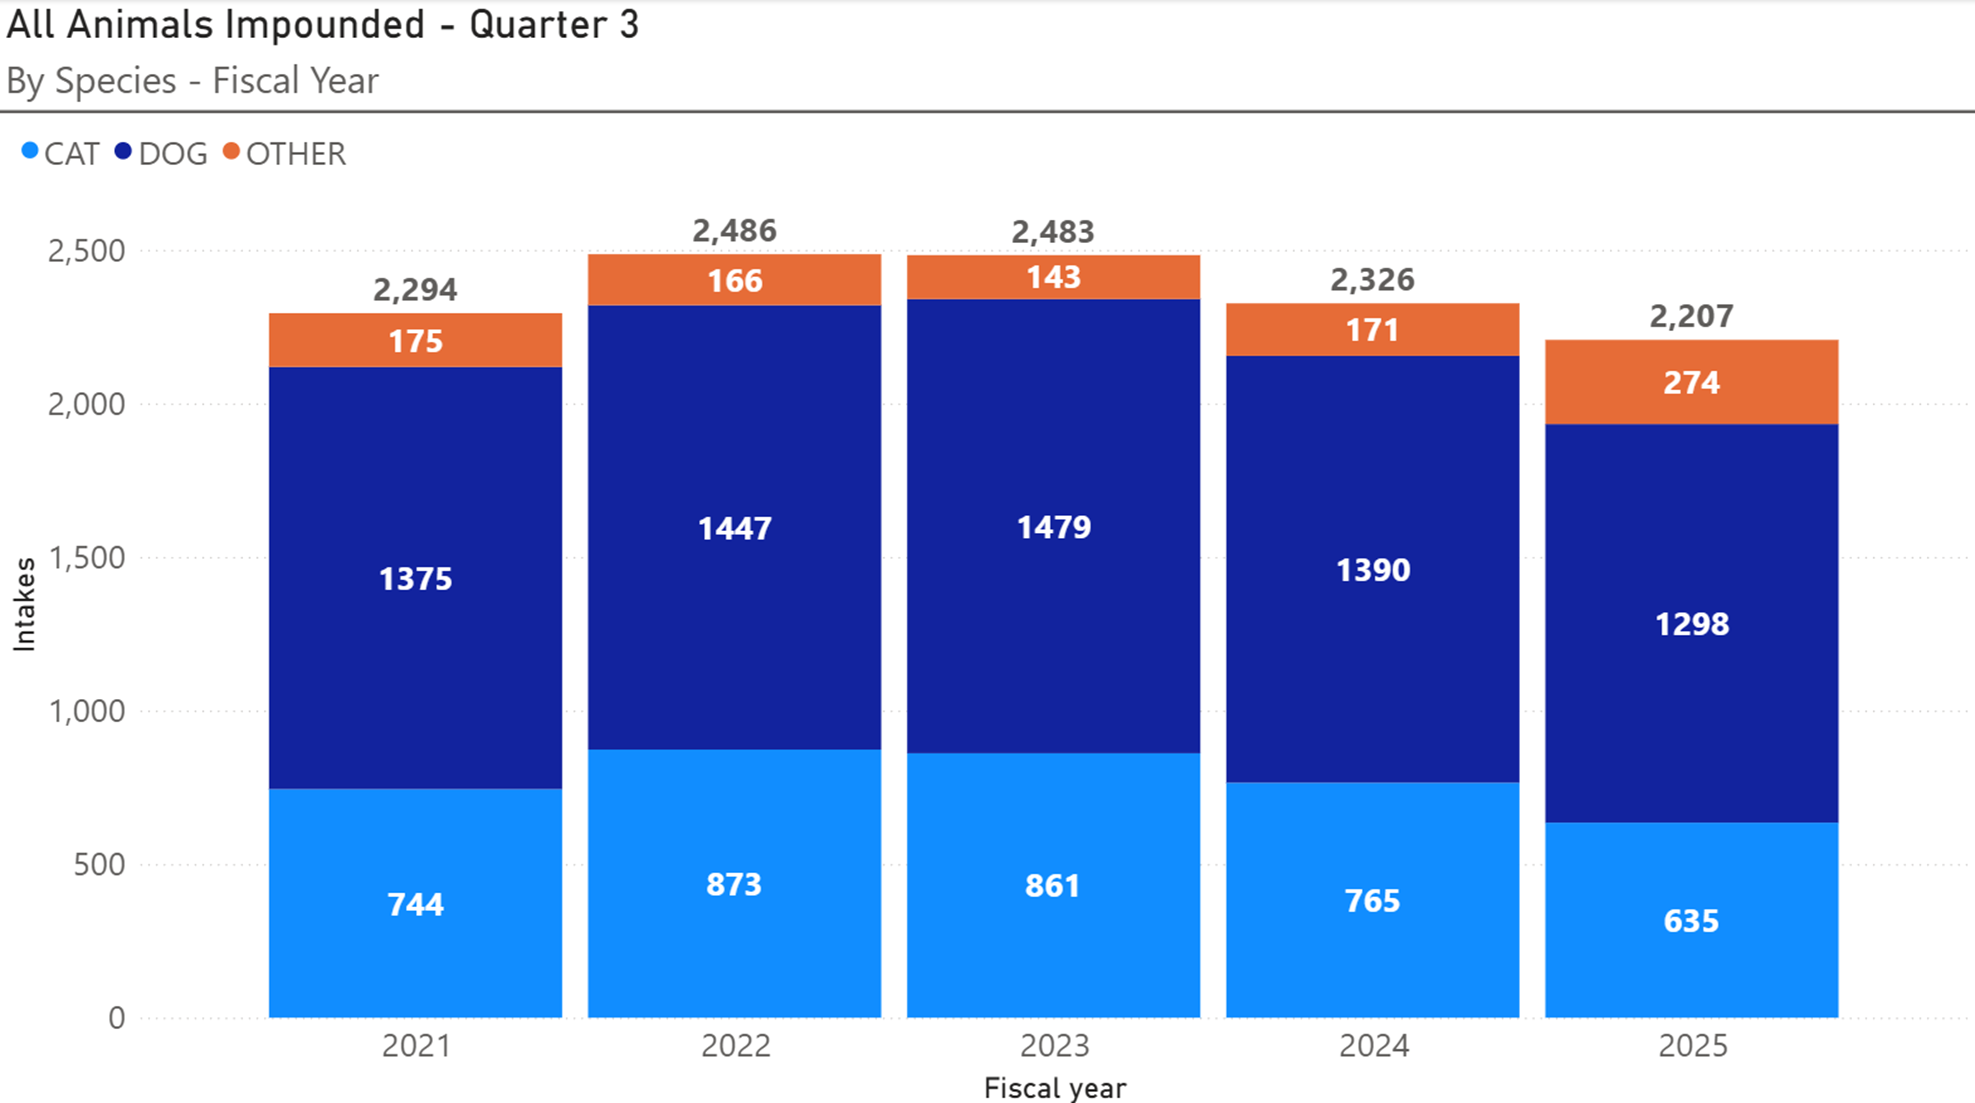 All Animals Impounded - Quarter 3
By Species - Fiscal Year
CAT DOG OTHER
2,486 2,483
2,500
2,294 166 143 2,326
175 171 2,207
274
2,000
1447 1479
1,500
1375 1390
1298
Intakes
1,000
500
744 873 861 765 635
0
2021 2022 2023 2024 2025
Fiscal year